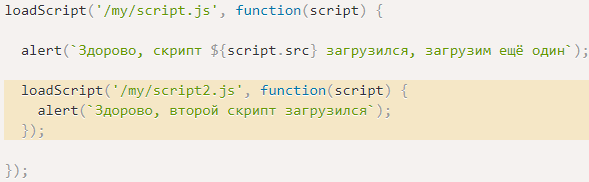 loadScript('/my/script.js', function(script) {
alert(`Здорово, скрипт ${script.src} загрузился, загрузим ещё один`);
loadScript('/my/script2.js', function(script) {
alert(`Здорово, второй скрипт загрузился`);
});
});